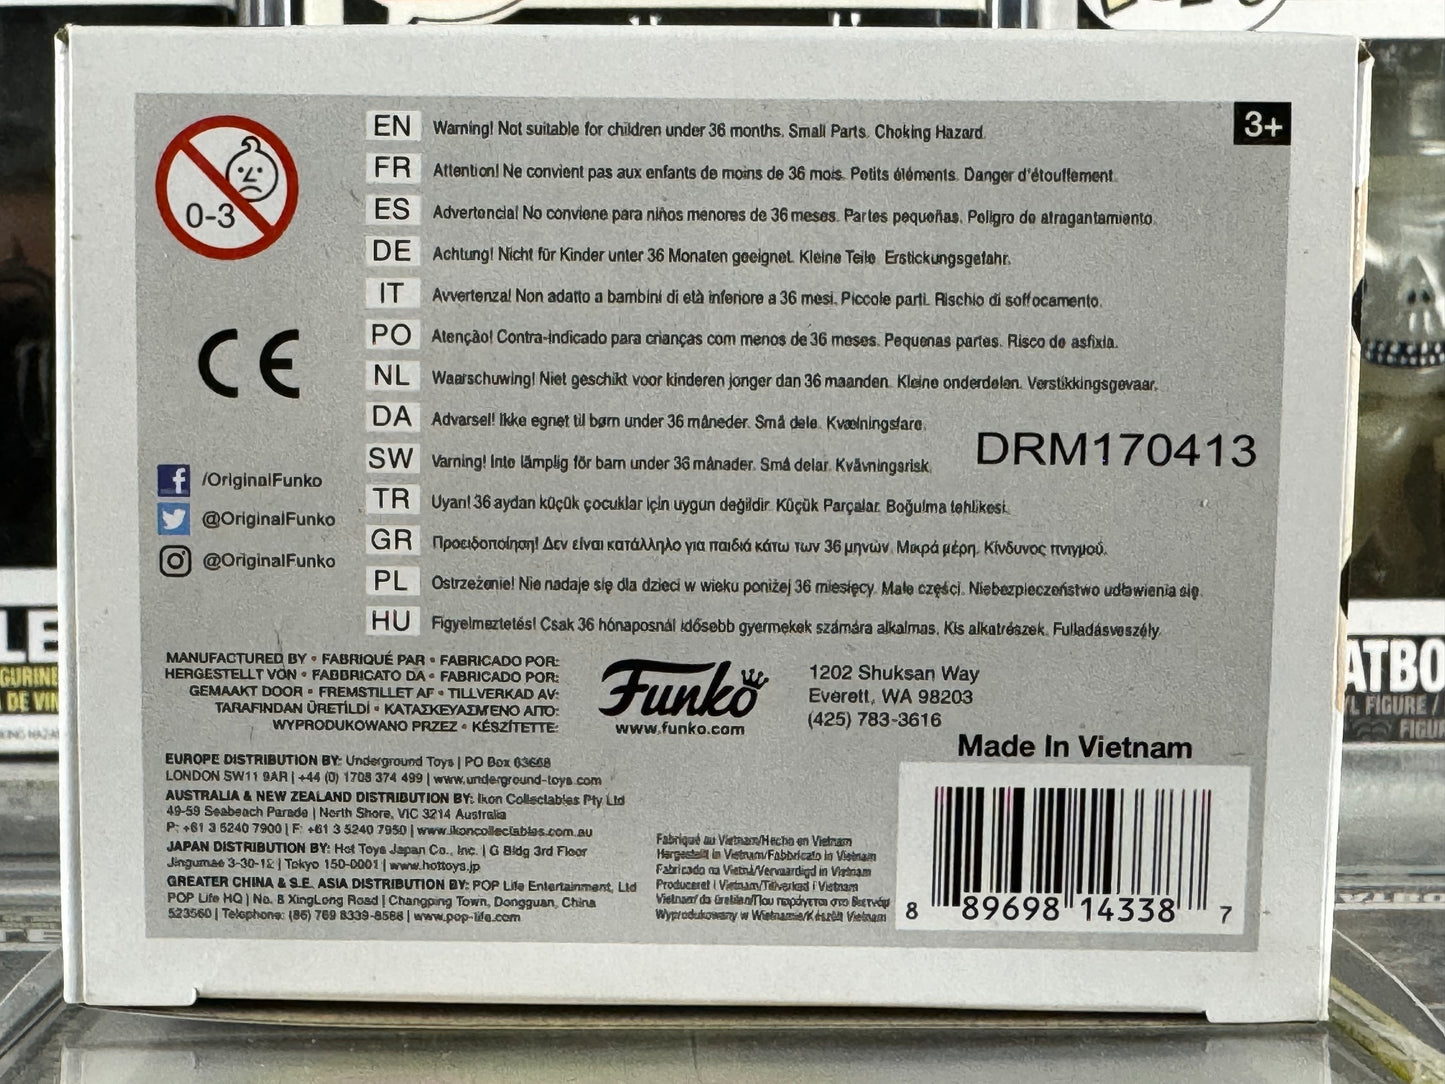 0-3
3+
EN Warning! Not suitable for children under 36 months. Small Parts. Choking Hazard.
FR Attention! Ne convient pas aux enfants de moins de 36 mois. Petits éléments. Danger d'étouffement.
ES Advertencia! No conviene para niños menores de 36 meses. Partes pequeñas. Peligro de atragantamiento.
DE Achtung! Nicht für Kinder unter 36 Monaten geeignet. Kleine Teile. Erstickungsgefahr.
IT Avvertenza! Non adatto a bambini di età inferiore a 36 mesi. Piccole parti. Rischio di soffocamento.
PO Atenção! Contra-indicado para crianças com menos de 36 meses. Pequenas partes. Risco de asfixia.
NL Waarschuwing! Niet geschikt voor kinderen jonger dan 36 maanden. Kleine onderdelen. Verstikkingsgevaar.
DA Advarsel! Ikke egnet til børn under 36 måneder. Små dele. Kvælningsfare.
SW Varning! Inte lämplig för barn under 36 månader. Små delar. Kvävningsrisk.
TR Uyarı! 36 aydan küçük çocuklar için uygun değildir. Küçük Parçalar. Boğulma tehlikesi.
GR Προειδοποίηση! Δεν είναι κατάλληλο για παιδιά κάτω των 36 μηνών. Μικρά μέρη. Κίνδυνος πνιγμού.
PL Ostrzeżenie! Nie nadaje się dla dzieci w wieku poniżej 36 miesięcy. Małe części. Niebezpieczeństwo udławienia się.
HU Figyelmeztetés! Csak 36 hónaposnál idősebb gyermekek számára alkalmas. Kis alkatrészek. Fulladásveszély.
CE
DRM170413
/OriginalFunko
@OriginalFunko
@OriginalFunko
MANUFACTURED BY • FABRIQUÉ PAR • FABRICADO POR:
HERGESTELLT VON • FABBRICATO DA • FABRICADO POR:
GEMAAKT DOOR • FREMSTILLET AF • TILLVERKAD AV:
TARAFINDAN ÜRETİLDİ • ΚΑΤΑΣΚΕΥΑΣΜΕΝΟ ΑΠΟ:
WYPRODUKOWANO PRZEZ • KÉSZÍTETTE:
Funko
www.funko.com
1202 Shuksan Way
Everett, WA 98203
(425) 783-3616
Made In Vietnam
EUROPE DISTRIBUTION BY: Underground Toys | PO Box 63668
LONDON SW11 9AR | +44 (0) 1708 374 499 | www.underground-toys.com
AUSTRALIA & NEW ZEALAND DISTRIBUTION BY: Ikon Collectables Pty Ltd
49-59 Seabeach Parade | North Shore, VIC 3214 Australia
P: +61 3 5240 7900 | F: +61 3 5240 7950 | www.ikoncollectables.com.au
JAPAN DISTRIBUTION BY: Hot Toys Japan Co., Inc. | G Bldg 3rd Floor
Jingumae 3-30-12 | Tokyo 150-0001 | www.hottoys.jp
GREATER CHINA & S.E. ASIA DISTRIBUTION BY: POP Life Entertainment, Ltd
POP Life HQ | No. 8 XingLong Road | Changping Town, Dongguan, China
523560 | Telephone: (86) 769 8339-8588 | www.pop-life.com
Fabriqué au Vietnam/Hecho en Vietnam
Hergestellt in Vietnam/Fabbricato in Vietnam
Fabricado na Vietnã/Vervaardigd in Vietnam
Produceret i Vietnam/Tillverkad i Vietnam
Vietnam'da üretilen/Που παράγεται στο Βιετνάμ
Wyprodukowany w Wietnamie/Készült Vietnam
8 89698 14338 7
LE
GURINE
DE VIN
ATBO
L FIGURE /
FIGUR